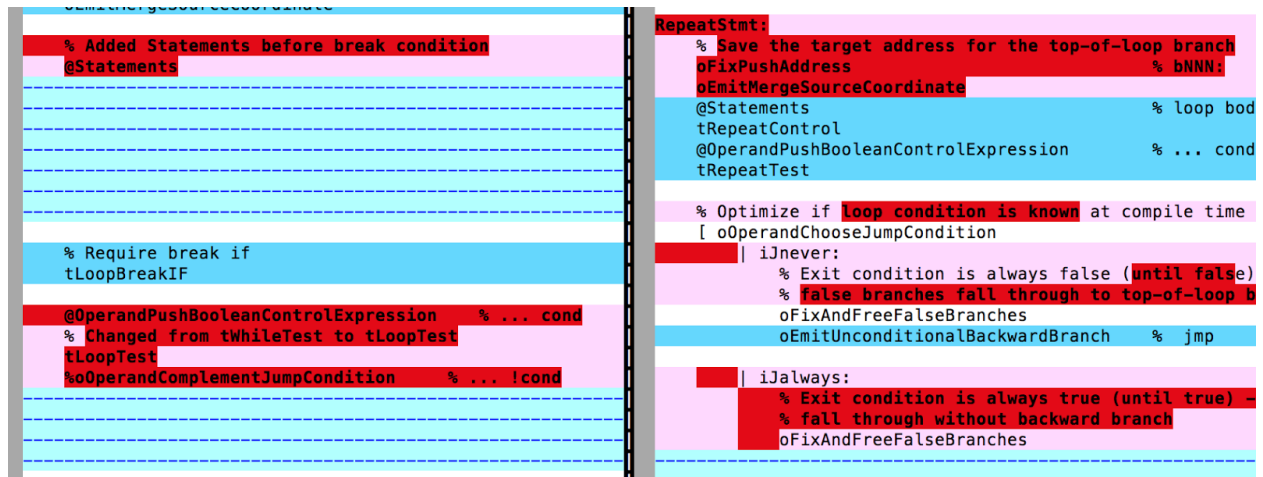 % Added Statements before break condition
@Statements
% Require break if
tLoopBreakIF
@OperandPushBooleanControlExpression % ... cond
% Changed from tWhileTest to tLoopTest
tLoopTest
%oOperandComplementJumpCondition % ... !cond
RepeatStmt:
% Save the target address for the top-of-loop branch
oFixPushAddress % bNNN:
oEmitMergeSourceCoordinate
@Statements % loop bod
tRepeatControl
@OperandPushBooleanControlExpression % ... cond
tRepeatTest
% Optimize if loop condition is known at compile time
[ oOperandChooseJumpCondition
| iJnever:
% Exit condition is always false (until false)
% false branches fall through to top-of-loop b
oFixAndFreeFalseBranches
oEmitUnconditionalBackwardBranch % jmp
| iJalways:
% Exit condition is always true (until true) -
% fall through without backward branch
oFixAndFreeFalseBranches